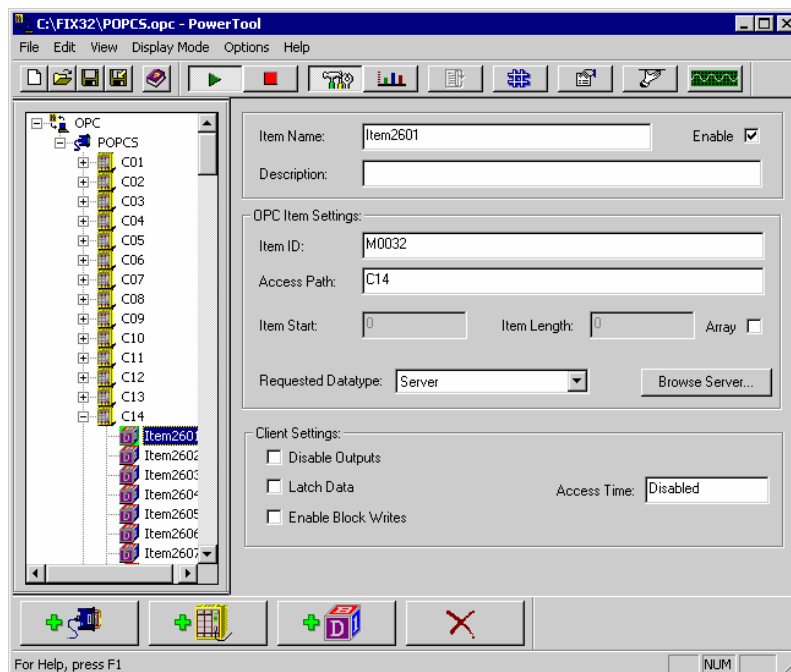 C:\FIX32\POPCS.opc - PowerTool
File Edit View Display Mode Options Help
OPC
POPCS
C01
C02
C03
C04
C05
C06
C07
C08
C09
C10
C11
C12
C13
C14
Item2601
Item2602
Item2603
Item2604
Item2605
Item2606
Item2607
Item Name: Item2601 Enable
Description:
OPC Item Settings:
Item ID: M0032
Access Path: C14
Item Start: 0 Item Length: 0 Array
Requested Datatype: Server Browse Server...
Client Settings:
Disable Outputs
Latch Data
Access Time: Disabled
Enable Block Writes
D
For Help, press F1 NUM